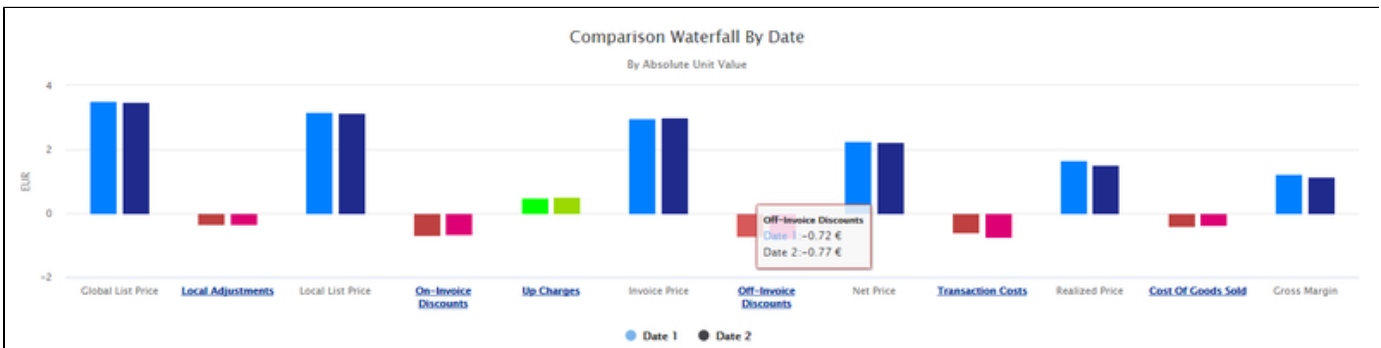 Comparison Waterfall By Date
By Absolute Unit Value
4
2
0
-2
EUR
Off-Invoice Discounts
Date 1:-0.72 €
Date 2:-0.77 €
Global List Price
Local Adjustments
Local List Price
On-Invoice
Discounts
Up Charges
Invoice Price
Off-Invoice
Discounts
Net Price
Transaction Costs
Realized Price
Cost Of Goods Sold
Gross Margin
Date 1
Date 2